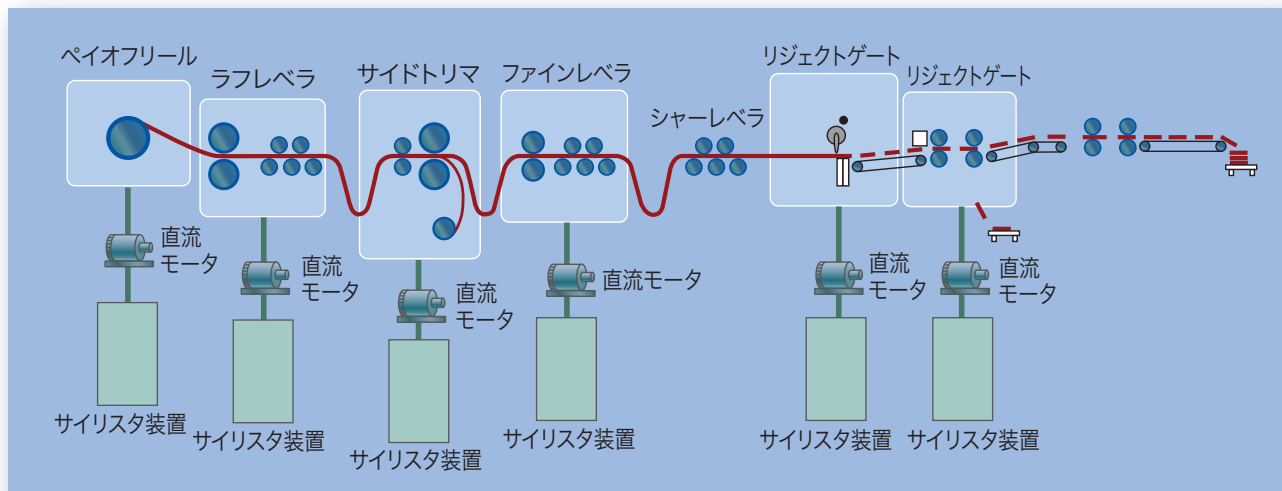 ペイオフリール
ラフレベラ
サイドトリマ
ファインレベラ
シャーレベラ
リジェクトゲート
リジェクトゲート
直流
モータ
直流
モータ
直流
モータ
直流モータ
直流
モータ
直流
モータ
サイリスタ装置
サイリスタ装置
サイリスタ装置
サイリスタ装置
サイリスタ装置
サイリスタ装置